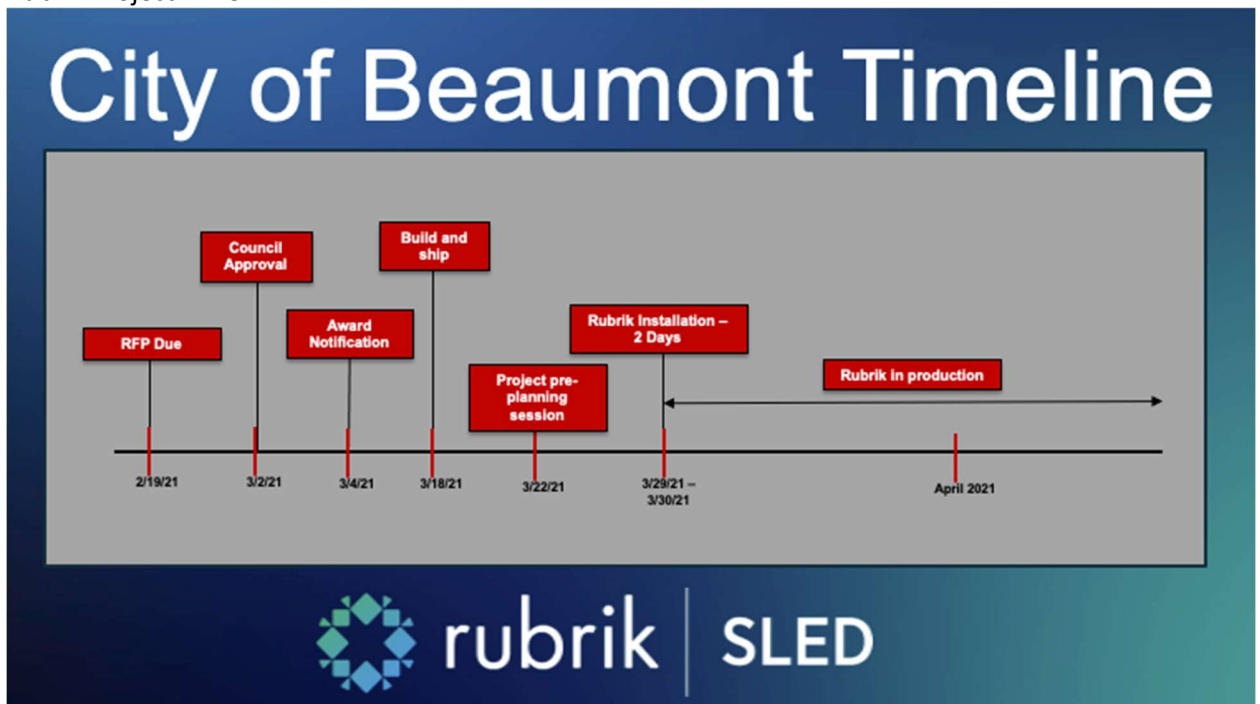 City of Beaumont Timeline
Council
Approval
Build and
ship
RFP Due
Award
Notification
Project pre-
planning
session
Rubrik Installation –
2 Days
Rubrik in production
2/19/21
3/2/21
3/4/21
3/18/21
3/22/21
3/29/21 –
3/30/21
April 2021
rubrik
SLED